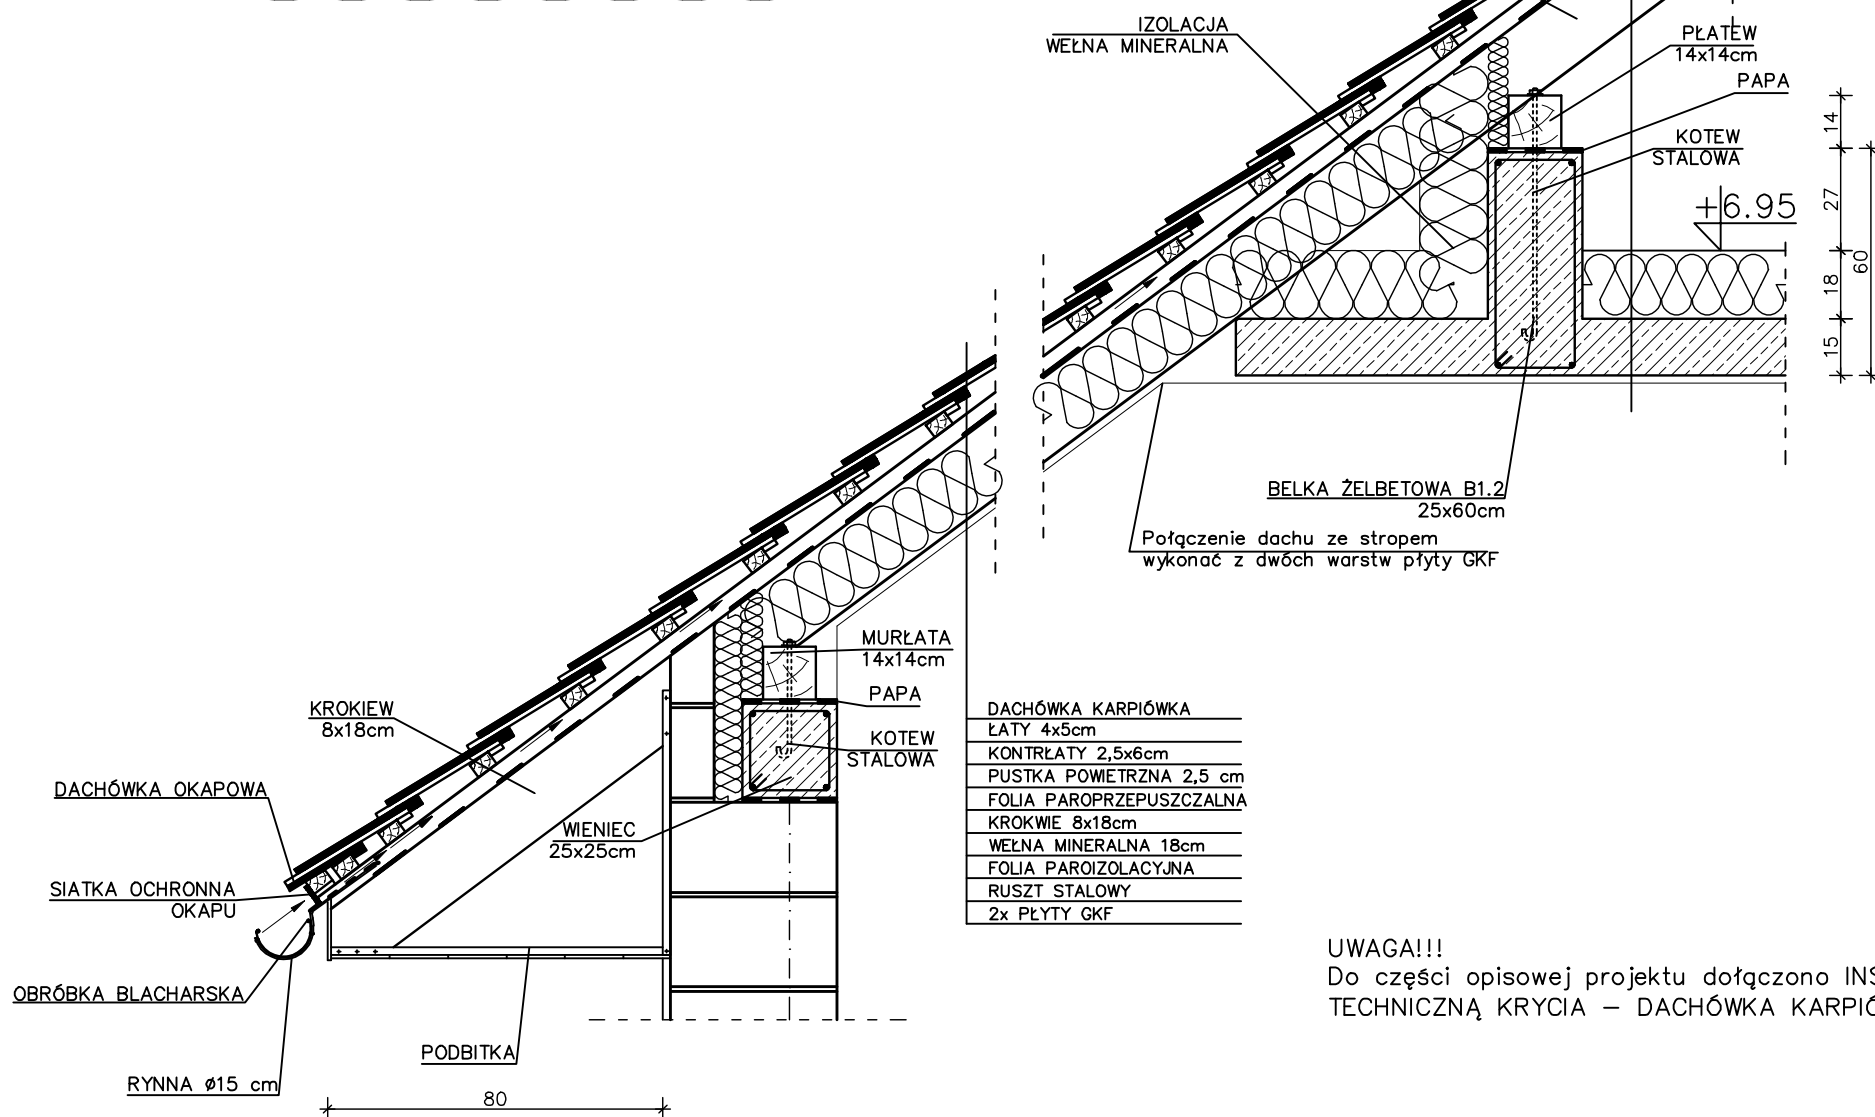 IZOLACJA
WEŁNA MINERALNA
PŁATEW
14x14cm
PAPA
KOTEW
STALOWA
+6.95
14
27
18
15
60
BELKA ŻELBETOWA B1.2
25x60cm
Połączenie dachu ze stropem
wykonać z dwóch warstw płyty GKF
MURŁATA
14x14cm
PAPA
KOTEW
STALOWA
KROKIEW
8x18cm
DACHÓWKA OKAPOWA
WIENIEC
25x25cm
SIATKA OCHRONNA
OKAPU
OBRÓBKA BLACHARSKA
RYNNA ø15 cm
PODBITKA
80
DACHÓWKA KARPIÓWKA
ŁATY 4x5cm
KONTRŁATY 2,5x6cm
PUSTKA POWIETRZNA 2,5 cm
FOLIA PAROPRZEPUSZCZALNA
KROKWIE 8x18cm
WEŁNA MINERALNA 18cm
FOLIA PAROIZOLACYJNA
RUSZT STALOWY
2x PŁYTY GKF
UWAGA!!!
Do części opisowej projektu dołączono INS
TECHNICZNĄ KRYCIA – DACHÓWKA KARPIÓ